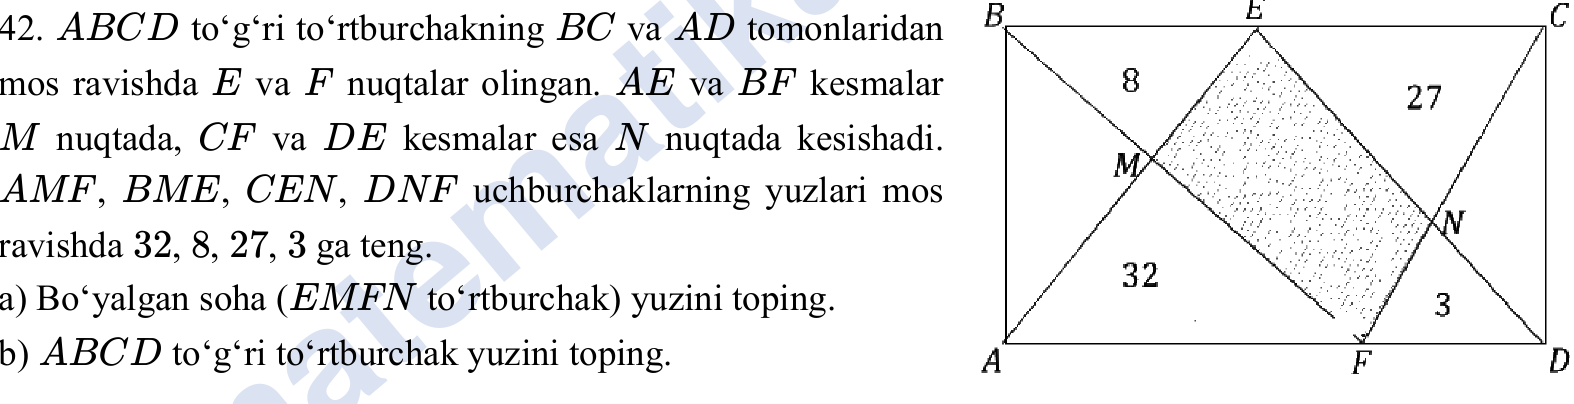 42. ABCD to‘g‘ri to‘rtburchakning BC va AD tomonlaridan
mos ravishda E va F nuqtalar olingan. AE va BF kesmalar
M nuqtada, CF va DE kesmalar esa N nuqtada kesishadi.
AMF, BME, CEN, DNF uchburchaklarning yuzlari mos
ravishda 32, 8, 27, 3 ga teng.
a) Bo‘yalgan soha (EMFN to‘rtburchak) yuzini toping.
b) ABCD to‘g‘ri to‘rtburchak yuzini toping.
B E C
8 27
M N
32 3
A F D
matematika